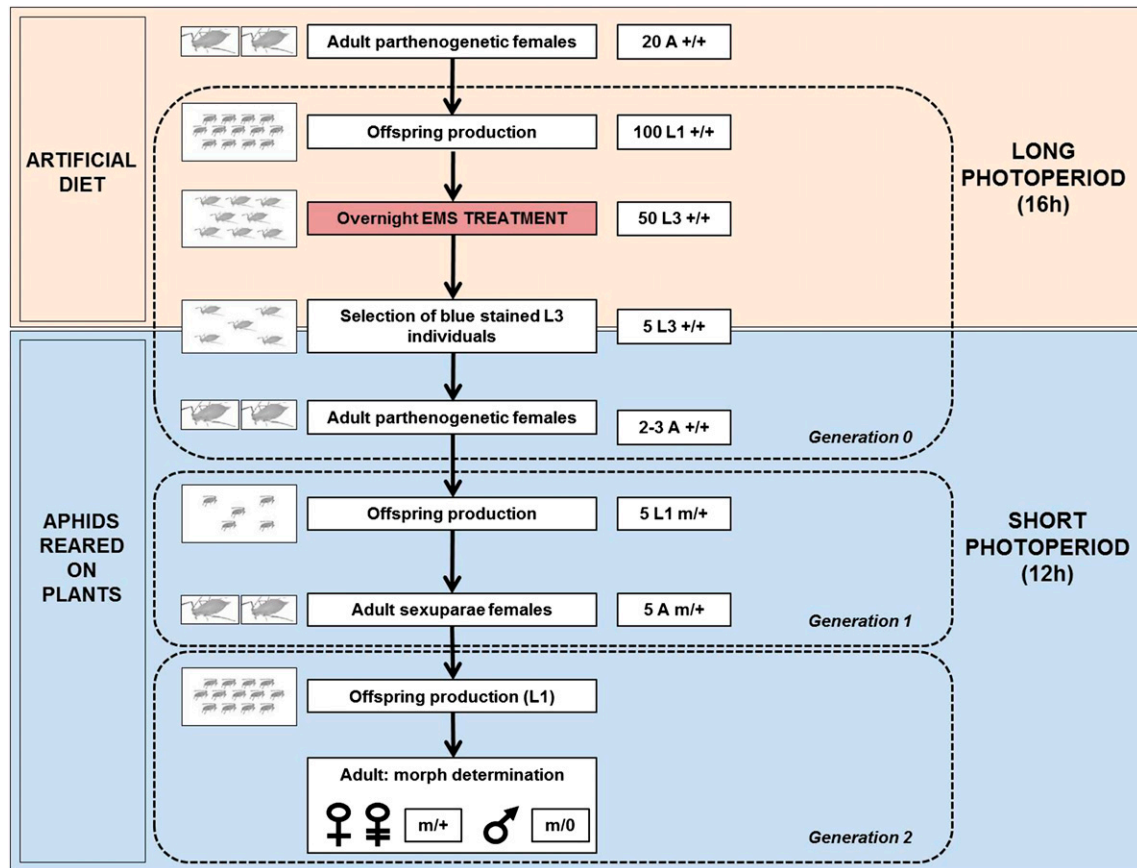 Adult parthenogenetic females
20 A +/+
Offspring production
100 L1 +/+
ARTIFICIAL
DIET
LONG
PHOTOPERIOD
(16h)
Overnight EMS TREATMENT
50 L3 +/+
Selection of blue stained L3
individuals
5 L3 +/+
Adult parthenogenetic females
2-3 A +/+
Generation 0
Offspring production
5 L1 m/+
APHIDS
REARED
ON
PLANTS
SHORT
PHOTOPERIOD
(12h)
Adult sexuparae females
5 A m/+
Generation 1
Offspring production (L1)
Adult: morph determination
m/+
m/0
Generation 2